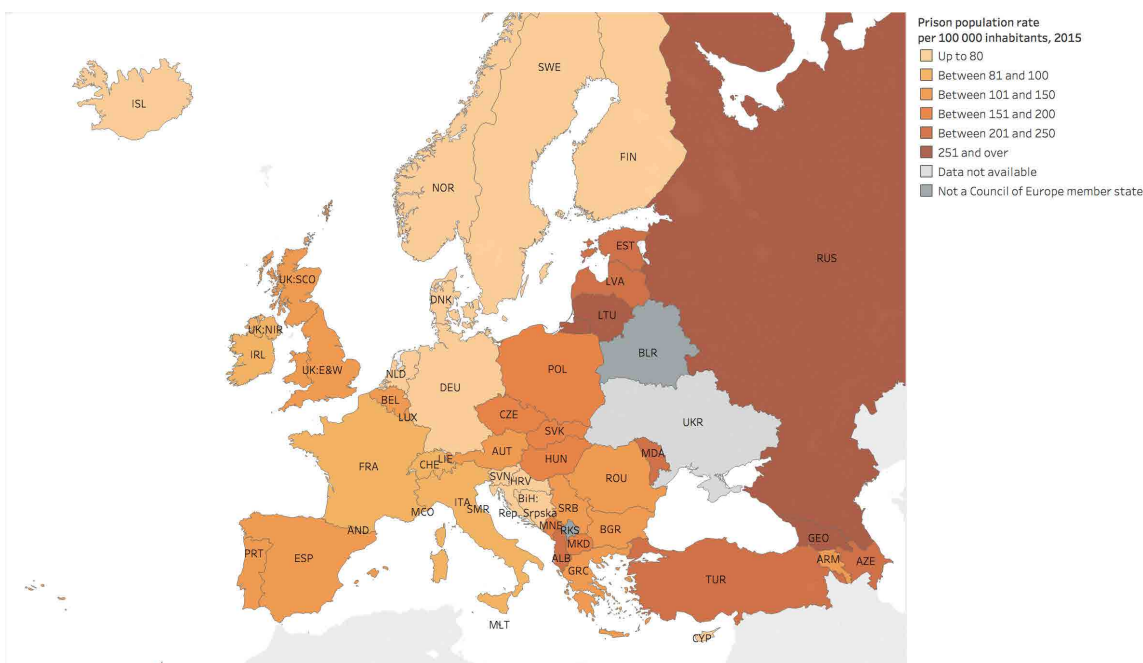 Prison population rate
per 100 000 inhabitants, 2015
Up to 80
Between 81 and 100
Between 101 and 150
Between 151 and 200
Between 201 and 250
251 and over
Data not available
Not a Council of Europe member state
ISL
SWE
FIN
NOR
RUS
EST
LVA
LTU
DNK
UK:SCO
UK:NIR
IRL
UK:E&W
BLR
NLD
DEU
POL
BEL
LUX
CZE
UKR
SVK
FRA
CHE
LIE
AUT
HUN
MDA
ROU
SVN
HRV
BiH:
Rep. Srpska
ITA
SMR
MCO
SRB
MNE
RKS
BGR
MKD
ALB
GRC
AND
PRT
ESP
MLT
TUR
CYP
GEO
ARM
AZE